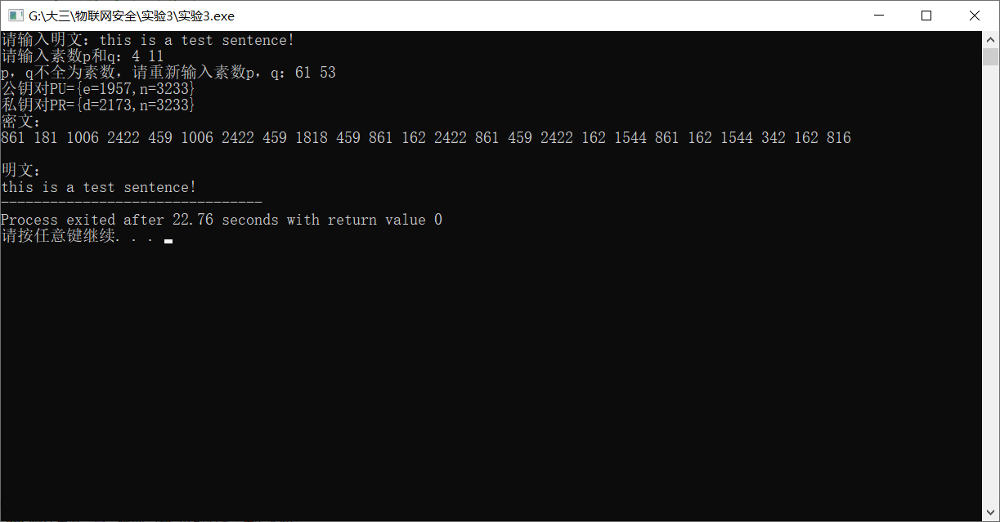 G:\大三\物联网安全\实验3\实验3.exe
请输入明文：this is a test sentence!
请输入素数p和q：4 11
p，q不全为素数，请重新输入素数p，q：61 53
公钥对PU={e=1957,n=3233}
私钥对PR={d=2173,n=3233}
密文：
861 181 1006 2422 459 1006 2422 459 1818 459 861 162 2422 861 459 2422 162 1544 861 162 1544 342 162 816
明文：
this is a test sentence!
--------------------------------
Process exited after 22.76 seconds with return value 0
请按任意键继续. . .